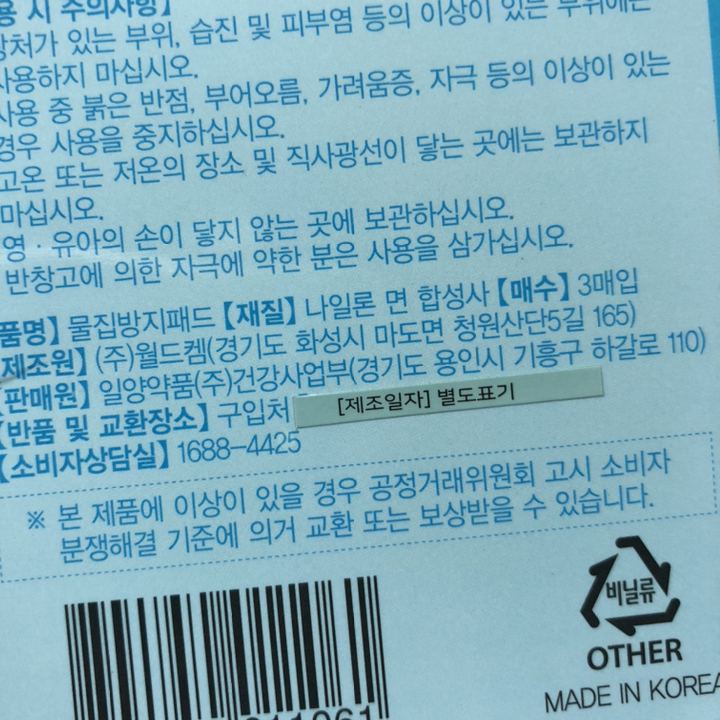 용 시 주의사항】
상처가 있는 부위, 습진 및 피부염 등의 이상이 있는 부위에는
사용하지 마십시오.
사용 중 붉은 반점, 부어오름, 가려움증, 자극 등의 이상이 있는
경우 사용을 중지하십시오.
고온 또는 저온의 장소 및 직사광선이 닿는 곳에는 보관하지
마십시오.
영·유아의 손이 닿지 않는 곳에 보관하십시오.
반창고에 의한 자극에 약한 분은 사용을 삼가십시오.
품명】 물집방지패드 【재질】 나일론 면 합성사 【매수】 3매입
제조원】 (주)월드켐(경기도 화성시 마도면 청원산단5길 165)
【판매원】 일양약품(주)건강사업부(경기도 용인시 기흥구 하갈로 110)
【반품 및 교환장소】 구입처 [제조일자] 별도표기
【소비자상담실】 1688-4425
※ 본 제품에 이상이 있을 경우 공정거래위원회 고시 소비자
분쟁해결 기준에 의거 교환 또는 보상받을 수 있습니다.
비닐류
OTHER
MADE IN KOREA